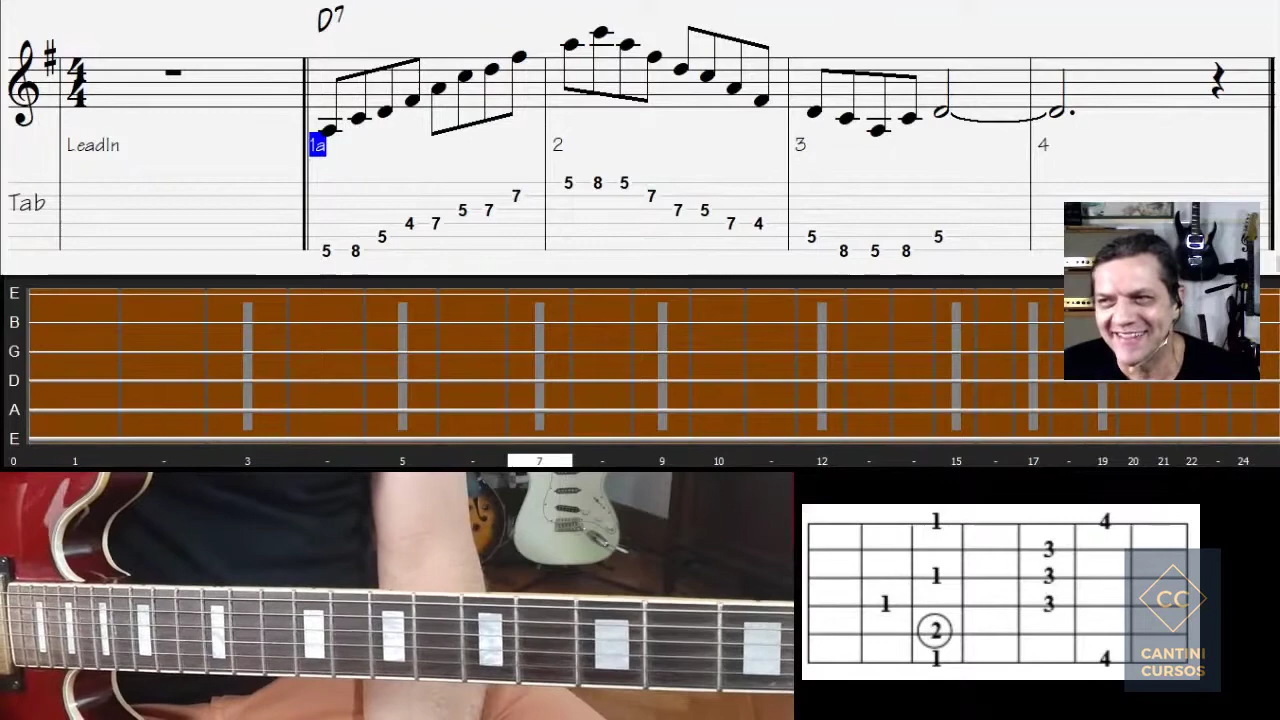 D7
4
4
LeadIn
1a
2
3
4
Tab
5 8 5 4 7 5 7 7
5 8 5 7 7 5 7 4
5 8 5 8 5
E
B
G
D
A
E
0 1 - 3 - 5 - 7 - 9 10 - 12 - - 15 - 17 - 19 20 21 22 - 24
1 4
3
1 3
1 3
2
1 4
CC
CANTINI
CURSOS